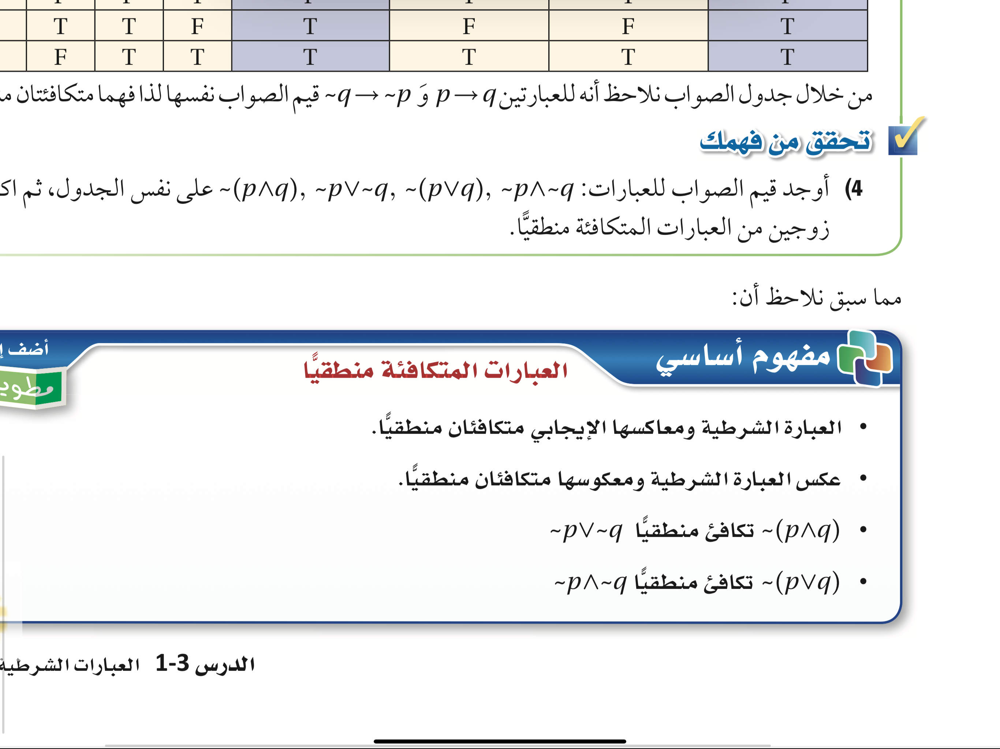 T T F T F F T
F T T T T T T
من خلال جدول الصواب نلاحظ أنه للعبارتين p → q وَ ~q → ~p قيم الصواب نفسها لذا فهما متكافئتان
تحقق من فهمك
4) أوجد قيم الصواب للعبارات: ~(p∧q), ~p∨~q, ~(p∨q), ~p∧~q على نفس الجدول، ثم
زوجين من العبارات المتكافئة منطقيًّا.
مما سبق نلاحظ أن:
مفهوم أساسي
العبارات المتكافئة منطقيًّا
أضف
• العبارة الشرطية ومعاكسها الإيجابي متكافئان منطقيًّا.
• عكس العبارة الشرطية ومعكوسها متكافئان منطقيًّا.
• ~(p∧q) تكافئ منطقيًّا ~p∨~q
• ~(p∨q) تكافئ منطقيًّا ~p∧~q
الدرس 3-1 العبارات الشرطية